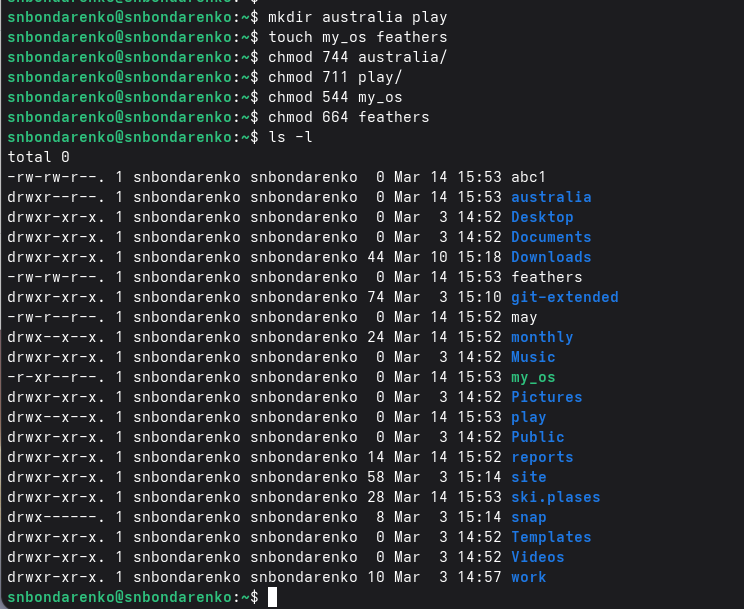 snbondarenko@snbondarenko:~$ mkdir australia play
snbondarenko@snbondarenko:~$ touch my_os feathers
snbondarenko@snbondarenko:~$ chmod 744 australia/
snbondarenko@snbondarenko:~$ chmod 711 play/
snbondarenko@snbondarenko:~$ chmod 544 my_os
snbondarenko@snbondarenko:~$ chmod 664 feathers
snbondarenko@snbondarenko:~$ ls -l
total 0
-rw-rw-r--. 1 snbondarenko snbondarenko  0 Mar 14 15:53 abc1
drwxr--r--. 1 snbondarenko snbondarenko  0 Mar 14 15:53 australia
drwxr-xr-x. 1 snbondarenko snbondarenko  0 Mar  3 14:52 Desktop
drwxr-xr-x. 1 snbondarenko snbondarenko  0 Mar  3 14:52 Documents
drwxr-xr-x. 1 snbondarenko snbondarenko 44 Mar 10 15:18 Downloads
-rw-rw-r--. 1 snbondarenko snbondarenko  0 Mar 14 15:53 feathers
drwxr-xr-x. 1 snbondarenko snbondarenko 74 Mar  3 15:10 git-extended
-rw-r--r--. 1 snbondarenko snbondarenko  0 Mar 14 15:52 may
drwx--x--x. 1 snbondarenko snbondarenko 24 Mar 14 15:52 monthly
drwxr-xr-x. 1 snbondarenko snbondarenko  0 Mar  3 14:52 Music
-r-xr--r--. 1 snbondarenko snbondarenko  0 Mar 14 15:53 my_os
drwxr-xr-x. 1 snbondarenko snbondarenko  0 Mar  3 14:52 Pictures
drwx--x--x. 1 snbondarenko snbondarenko  0 Mar 14 15:53 play
drwxr-xr-x. 1 snbondarenko snbondarenko  0 Mar  3 14:52 Public
drwxr-xr-x. 1 snbondarenko snbondarenko 14 Mar 14 15:52 reports
drwxr-xr-x. 1 snbondarenko snbondarenko 58 Mar  3 15:14 site
drwxr-xr-x. 1 snbondarenko snbondarenko 28 Mar 14 15:53 ski.plases
drwx------. 1 snbondarenko snbondarenko  8 Mar  3 15:14 snap
drwxr-xr-x. 1 snbondarenko snbondarenko  0 Mar  3 14:52 Templates
drwxr-xr-x. 1 snbondarenko snbondarenko  0 Mar  3 14:52 Videos
drwxr-xr-x. 1 snbondarenko snbondarenko 10 Mar  3 14:57 work
snbondarenko@snbondarenko:~$